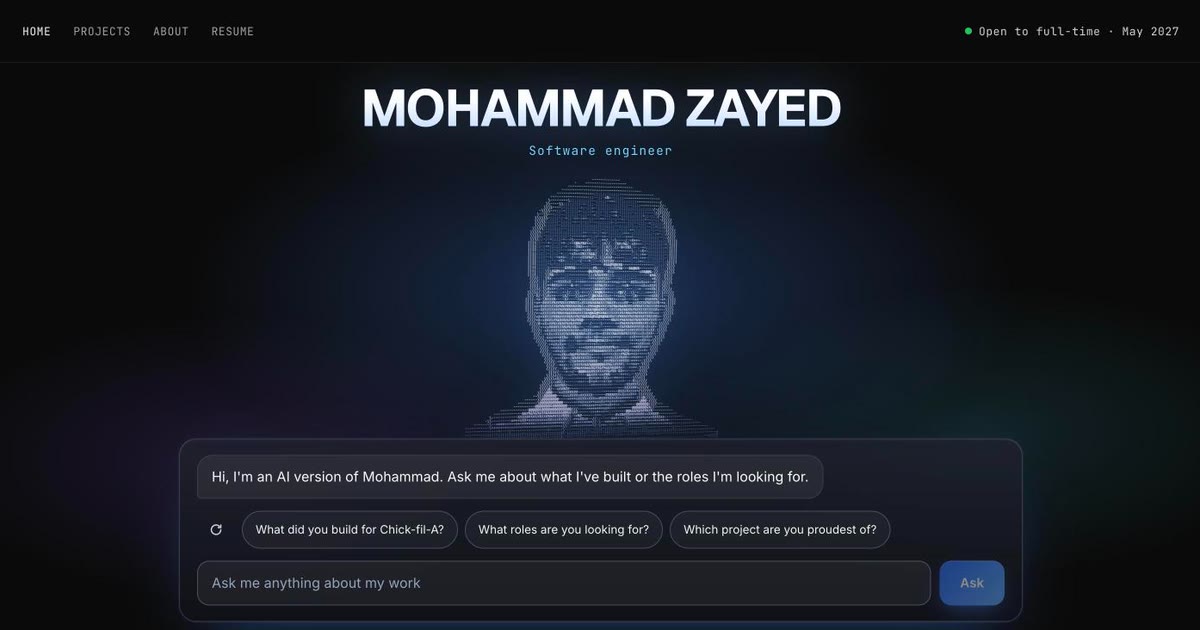 HOME PROJECTS ABOUT RESUME Open to full-time · May 2027
MOHAMMAD ZAYED
Software engineer
Hi, I'm an AI version of Mohammad. Ask me about what I've built or the roles I'm looking for.
What did you build for Chick-fil-A? What roles are you looking for? Which project are you proudest of?
Ask me anything about my work Ask